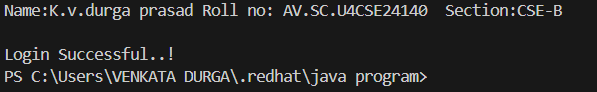 Name:K.v.durga prasad Roll no: AV.SC.U4CSE24140  Section:CSE-B
Login Successful..!
PS C:\Users\VENKATA DURGA\.redhat\java program>